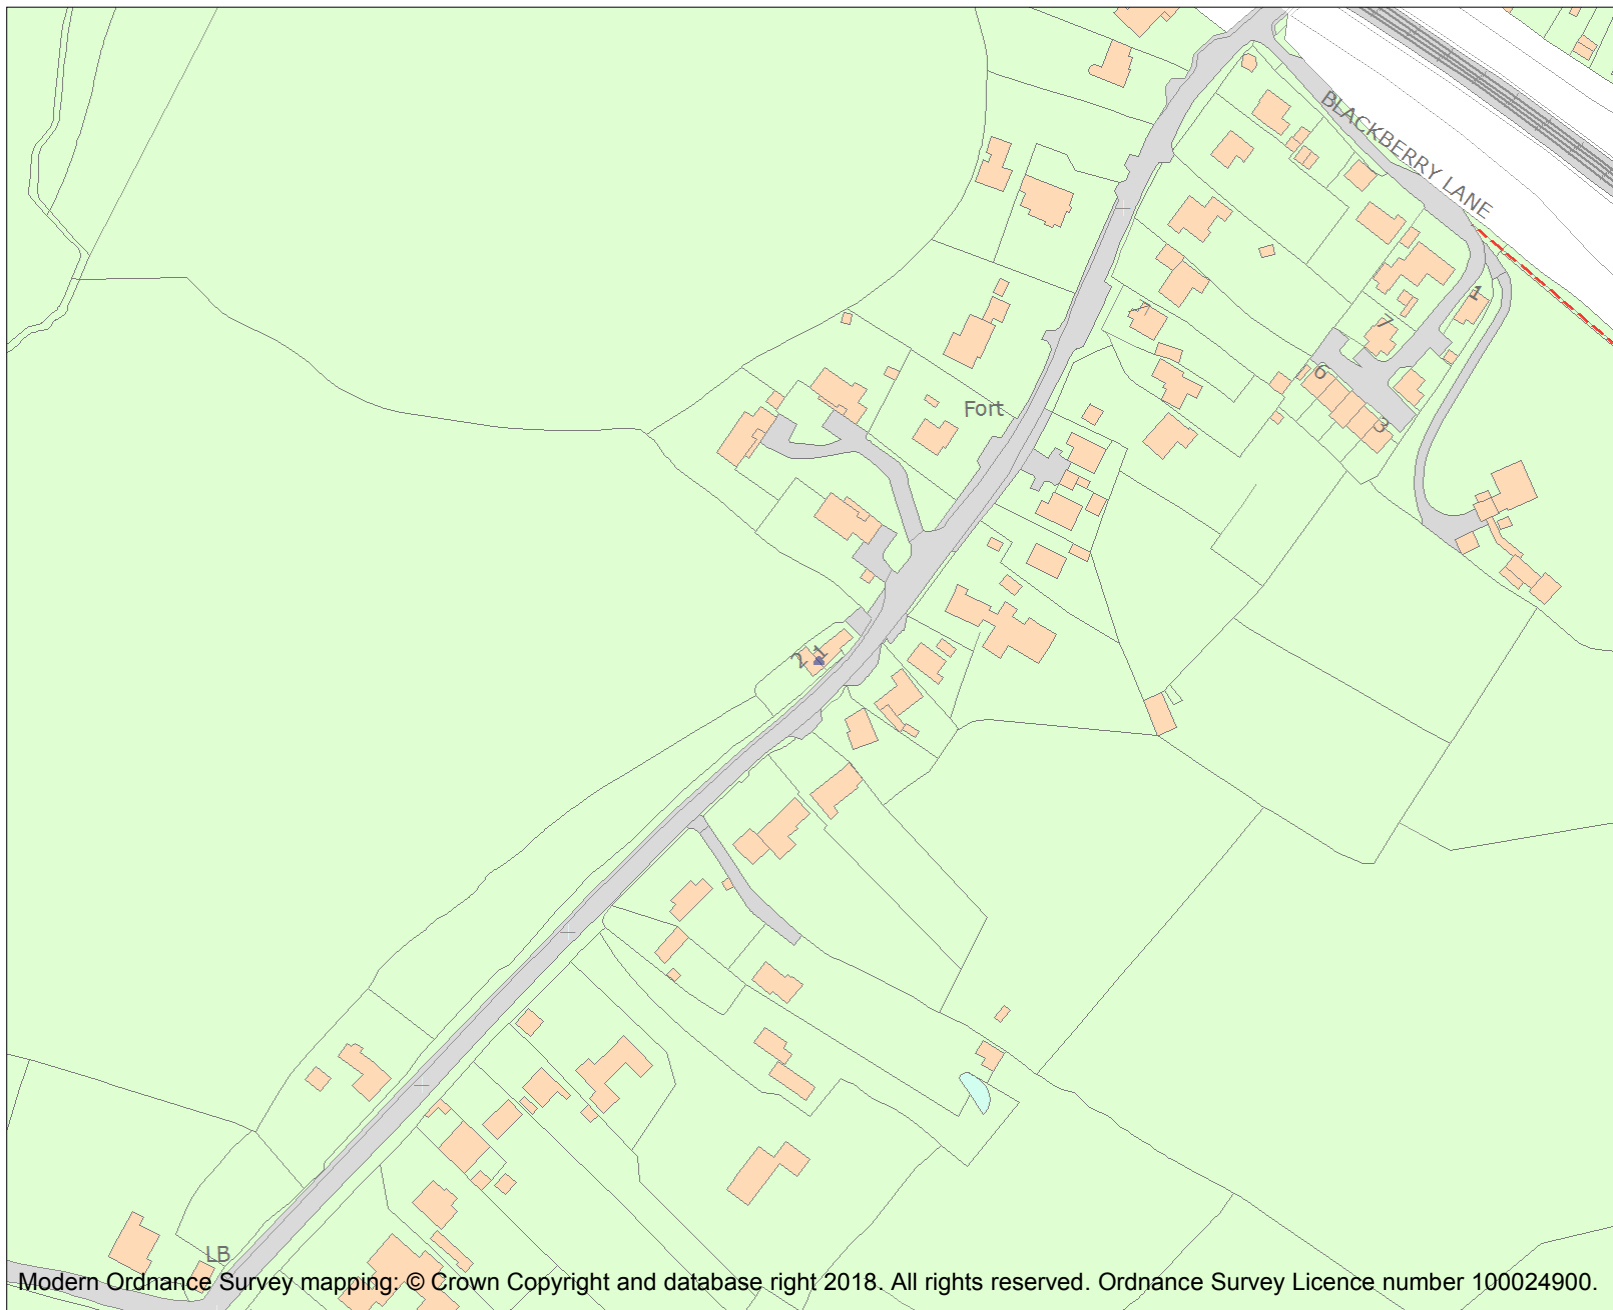 BLACKBERRY LANE
1
7
7
6
3
Fort
2 1
LB
Modern Ordnance Survey mapping: © Crown Copyright and database right 2018. All rights reserved. Ordnance Survey Licence number 100024900.